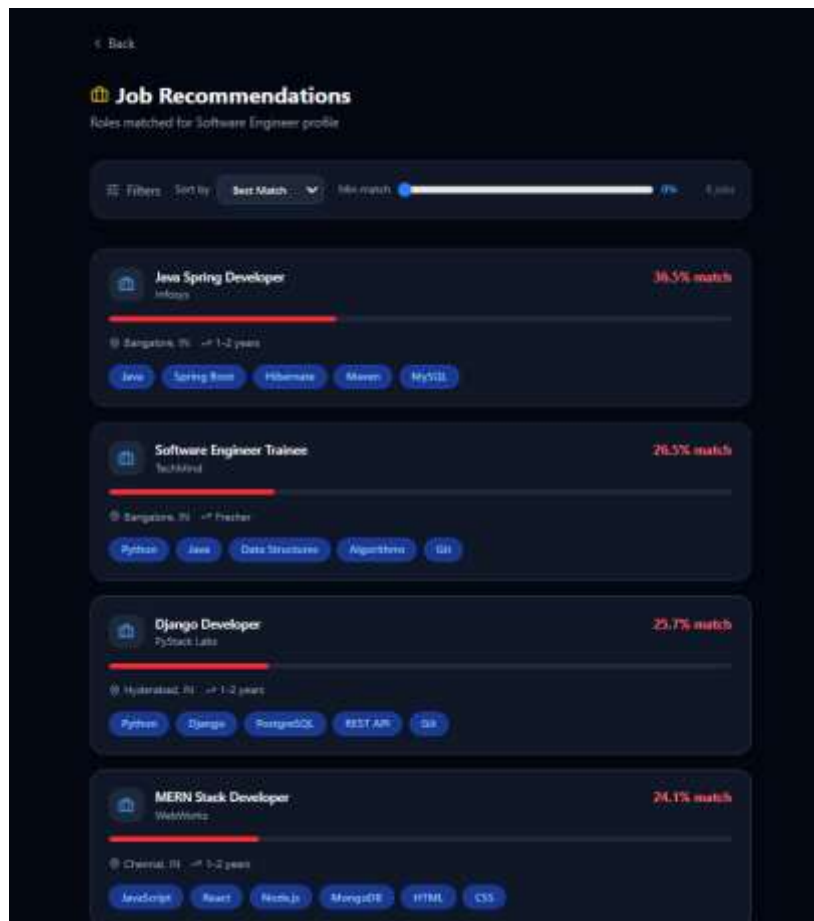 Back
Job Recommendations
Roles matched for Software Engineer profile
Filters Sort by Best Match Min match 0% jobs
Java Spring Developer 36.5% match
Infosys
Bangalore, IN 1-2 years
Java Spring Boot Hibernate Maven MySQL
Software Engineer Trainee 26.5% match
TechMind
Bangalore, IN Fresher
Python Java Data Structures Algorithms Git
Django Developer 25.7% match
PyStack Labs
Hyderabad, IN 1-2 years
Python Django PostgreSQL REST API Git
MERN Stack Developer 24.1% match
WebWorks
Chennai, IN 1-2 years
JavaScript React Node.js MongoDB HTML CSS